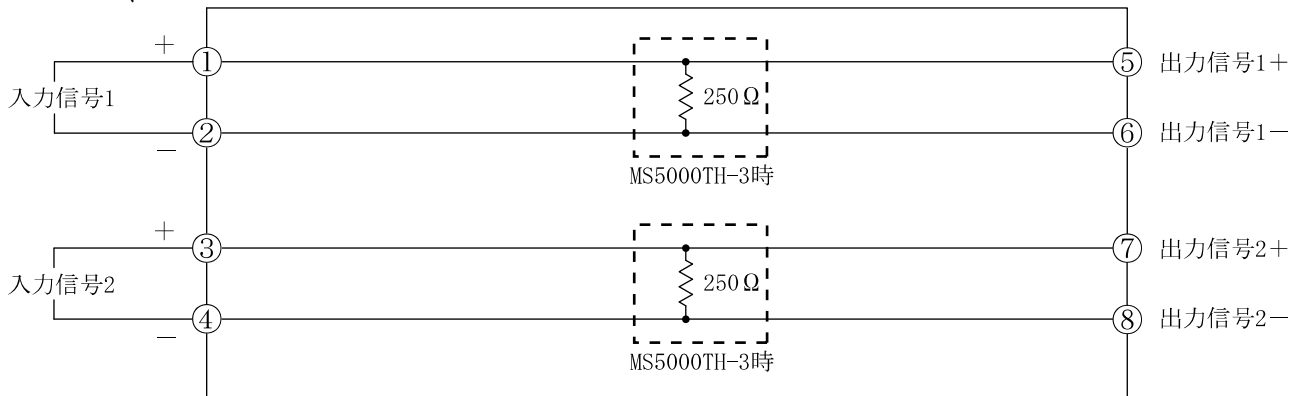 +
① ⑤ 出力信号1+
入力信号1
250Ω
② ⑥ 出力信号1−
−
MS5000TH-3時
+
③ ⑦ 出力信号2+
入力信号2
250Ω
④ ⑧ 出力信号2−
−
MS5000TH-3時